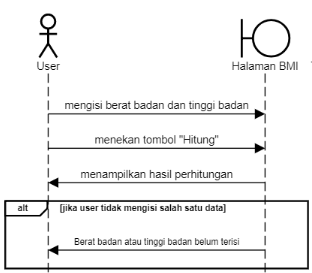 User
Halaman BMI
mengisi berat badan dan tinggi badan
menekan tombol "Hitung"
menampilkan hasil perhitungan
alt
[jika user tidak mengisi salah satu data]
Berat badan atau tinggi badan belum terisi